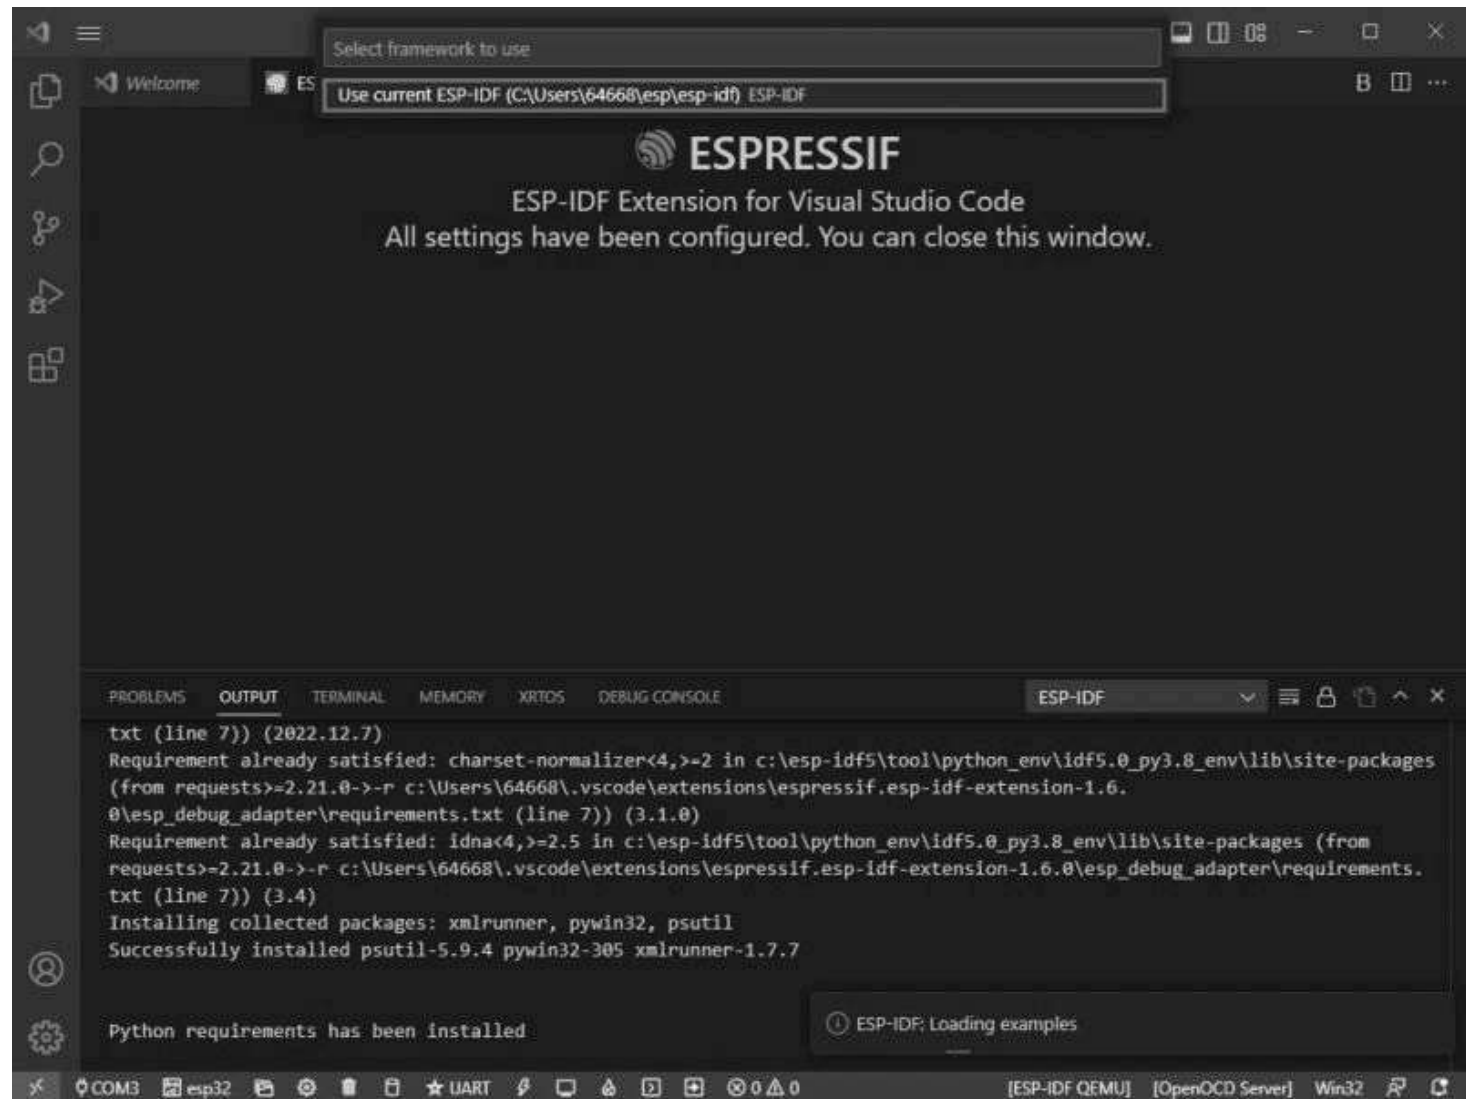 Select framework to use
Welcome
ES
Use current ESP-IDF (C:\Users\64668\esp\esp-idf) ESP-IDF
B
ESPRESSIF
ESP-IDF Extension for Visual Studio Code
All settings have been configured. You can close this window.
PROBLEMS OUTPUT TERMINAL MEMORY XRTOS DEBUG CONSOLE ESP-IDF
txt (line 7)) (2022.12.7)
Requirement already satisfied: charset-normalizer<4,>=2 in c:\esp-idf5\tool\python_env\idf5.0_py3.8_env\lib\site-packages
(from requests>=2.21.0->-r c:\Users\64668\.vscode\extensions\espressif.esp-idf-extension-1.6.
0\esp_debug_adapter\requirements.txt (line 7)) (3.1.0)
Requirement already satisfied: idna<4,>=2.5 in c:\esp-idf5\tool\python_env\idf5.0_py3.8_env\lib\site-packages (from
requests>=2.21.0->-r c:\Users\64668\.vscode\extensions\espressif.esp-idf-extension-1.6.0\esp_debug_adapter\requirements.
txt (line 7)) (3.4)
Installing collected packages: xmlrunner, pywin32, psutil
Successfully installed psutil-5.9.4 pywin32-305 xmlrunner-1.7.7
ESP-IDF: Loading examples
Python requirements has been installed
COM3 esp32 UART 0 0 [ESP-IDF QEMU] [OpenOCD Server] Win32